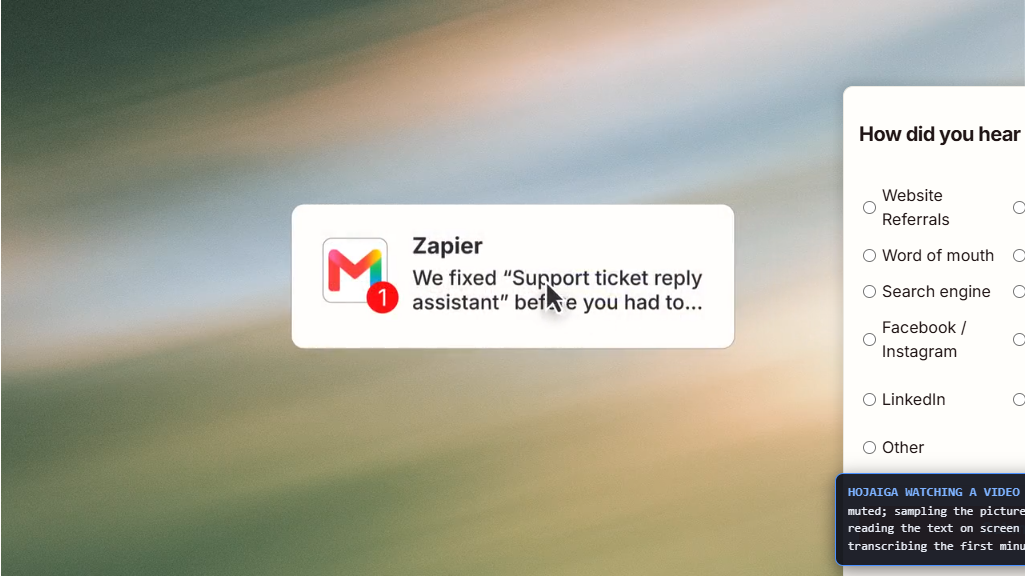 Zapier
We fixed “Support ticket reply
assistant” before you had to...
1
How did you hear
Website
Referrals
Word of mouth
Search engine
Facebook /
Instagram
LinkedIn
Other
HOJAIGA WATCHING A VIDEO
muted; sampling the picture
reading the text on screen
transcribing the first minu